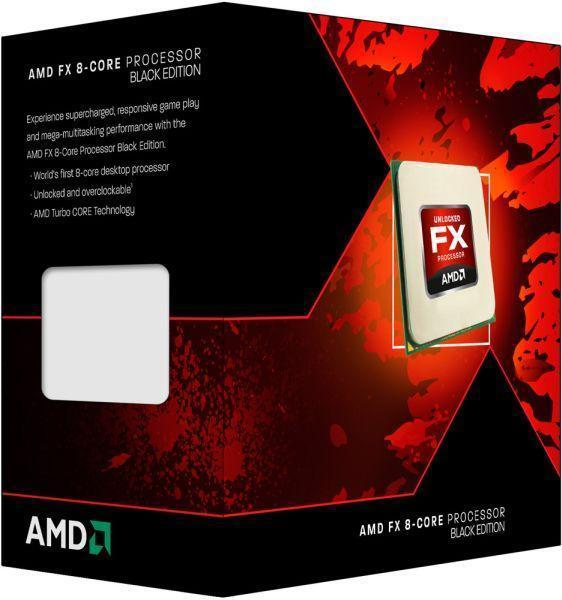 AMD FX 8-CORE PROCESSOR
BLACK EDITION
Experience supercharged, responsive game play
and mega-multitasking performance with the
AMD FX 8-Core Processor Black Edition.
· World's first 8-core desktop processor
· Unlocked and overclockable¹
· AMD Turbo CORE Technology
UNLOCKED
FX
PROCESSOR
AMD
AMD
AMD FX 8-CORE PROCESSOR
BLACK EDITION